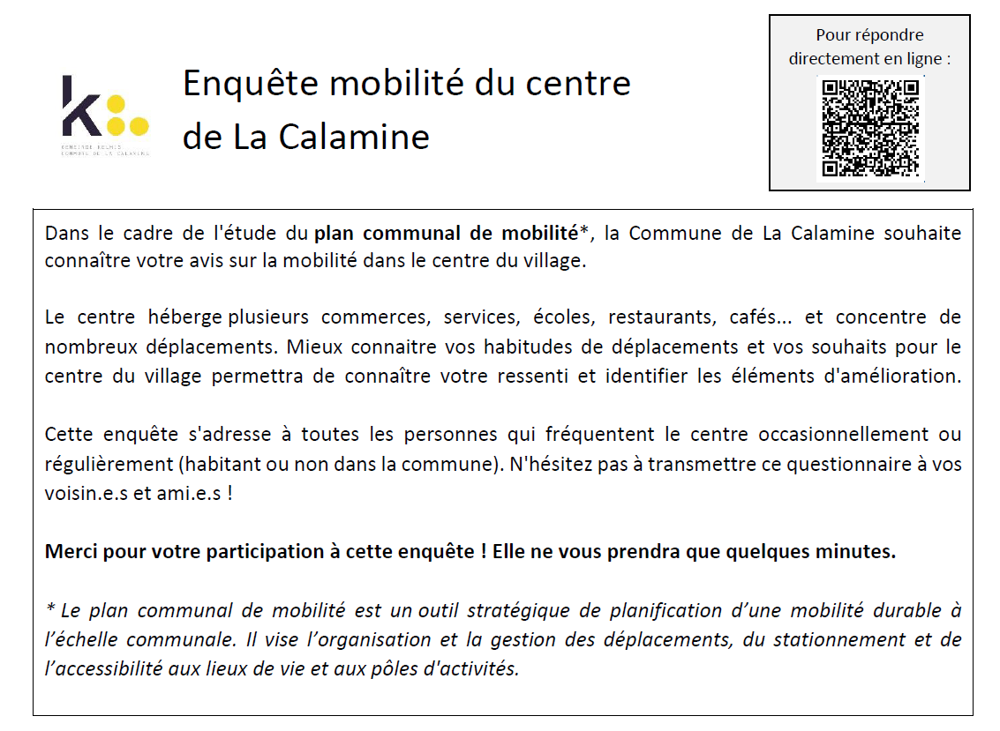 Pour répondre
directement en ligne :
Enquête mobilité du centre
de La Calamine
k
GEMEINDE KELMIS
COMMUNE DE LA CALAMINE
Dans le cadre de l'étude du plan communal de mobilité*, la Commune de La Calamine souhaite
connaître votre avis sur la mobilité dans le centre du village.
Le centre héberge plusieurs commerces, services, écoles, restaurants, cafés... et concentre de
nombreux déplacements. Mieux connaitre vos habitudes de déplacements et vos souhaits pour le
centre du village permettra de connaître votre ressenti et identifier les éléments d'amélioration.
Cette enquête s'adresse à toutes les personnes qui fréquentent le centre occasionnellement ou
régulièrement (habitant ou non dans la commune). N'hésitez pas à transmettre ce questionnaire à vos
voisin.e.s et ami.e.s !
Merci pour votre participation à cette enquête ! Elle ne vous prendra que quelques minutes.
* Le plan communal de mobilité est un outil stratégique de planification d’une mobilité durable à
l’échelle communale. Il vise l’organisation et la gestion des déplacements, du stationnement et de
l’accessibilité aux lieux de vie et aux pôles d'activités.